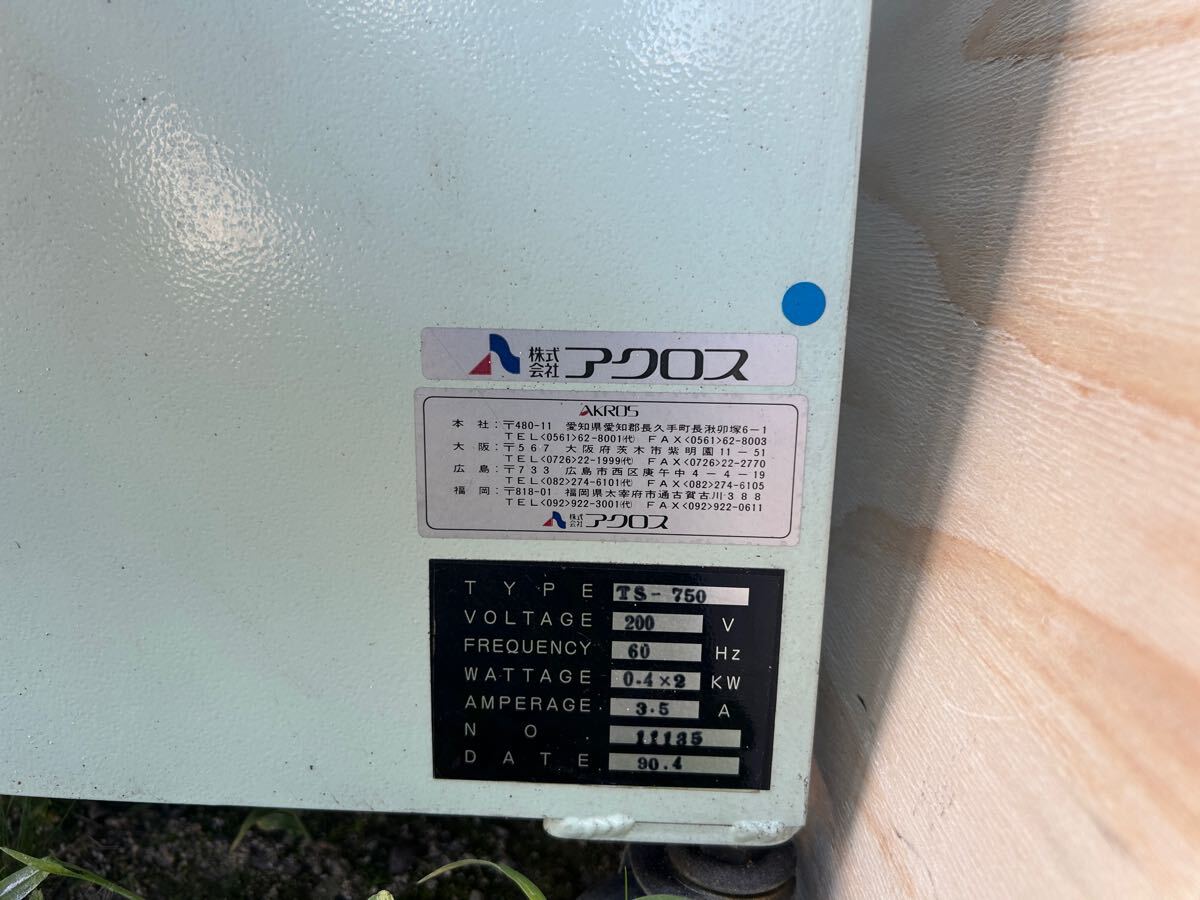 株式会社アクロス
AKROS
本社:〒480-11 愛知県愛知郡長久手町長湫卯塚6-1
TEL<0561>62-8001㈹ FAX<0561>62-8003
大阪:〒567 大阪府茨木市紫明園11-51
TEL<0726>22-1999㈹ FAX<0726>22-2770
広島:〒733 広島市西区庚午中4-4-19
TEL<082>274-6101㈹ FAX<082>274-6105
福岡:〒818-01 福岡県太宰府市通古賀古川388
TEL<092>922-3001㈹ FAX<092>922-0611
株式会社アクロス
TYPE TS-750
VOLTAGE 200 V
FREQUENCY 60 Hz
WATTAGE 0.4×2 KW
AMPERAGE 3.5 A
NO. 11135
DATE 90.4